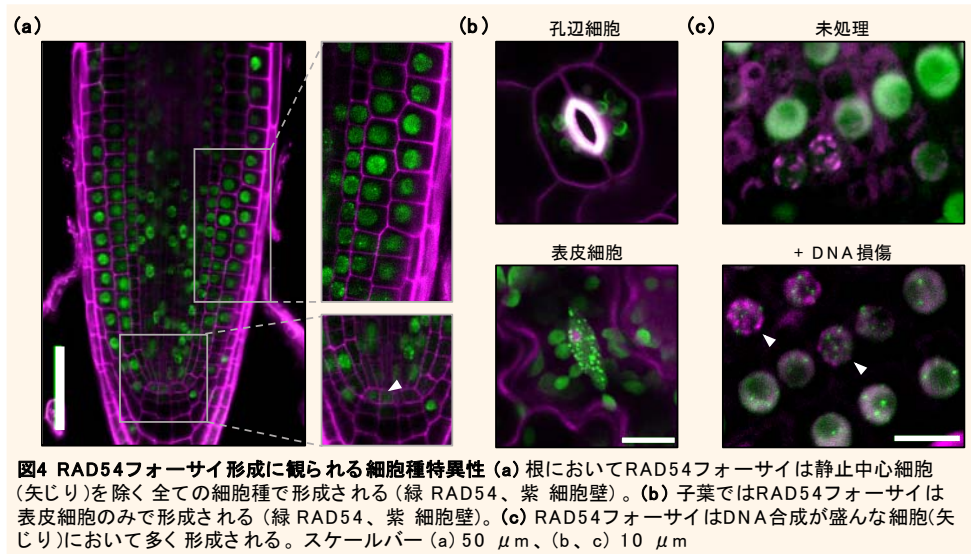 (a)
(b)
孔辺細胞
(c)
未処理
表皮細胞
+ DNA損傷
図4 RAD54フォーサイ形成に観られる細胞種特異性 (a) 根においてRAD54フォーサイは静止中心細胞
(矢じり)を除く全ての細胞種で形成される (緑 RAD54、紫 細胞壁) 。(b) 子葉ではRAD54フォーサイは
表皮細胞のみで形成される (緑 RAD54、紫 細胞壁)。(c) RAD54フォーサイはDNA合成が盛んな細胞(矢
じり)において多く形成される。スケールバー (a) 50 μm、(b、c) 10 μm